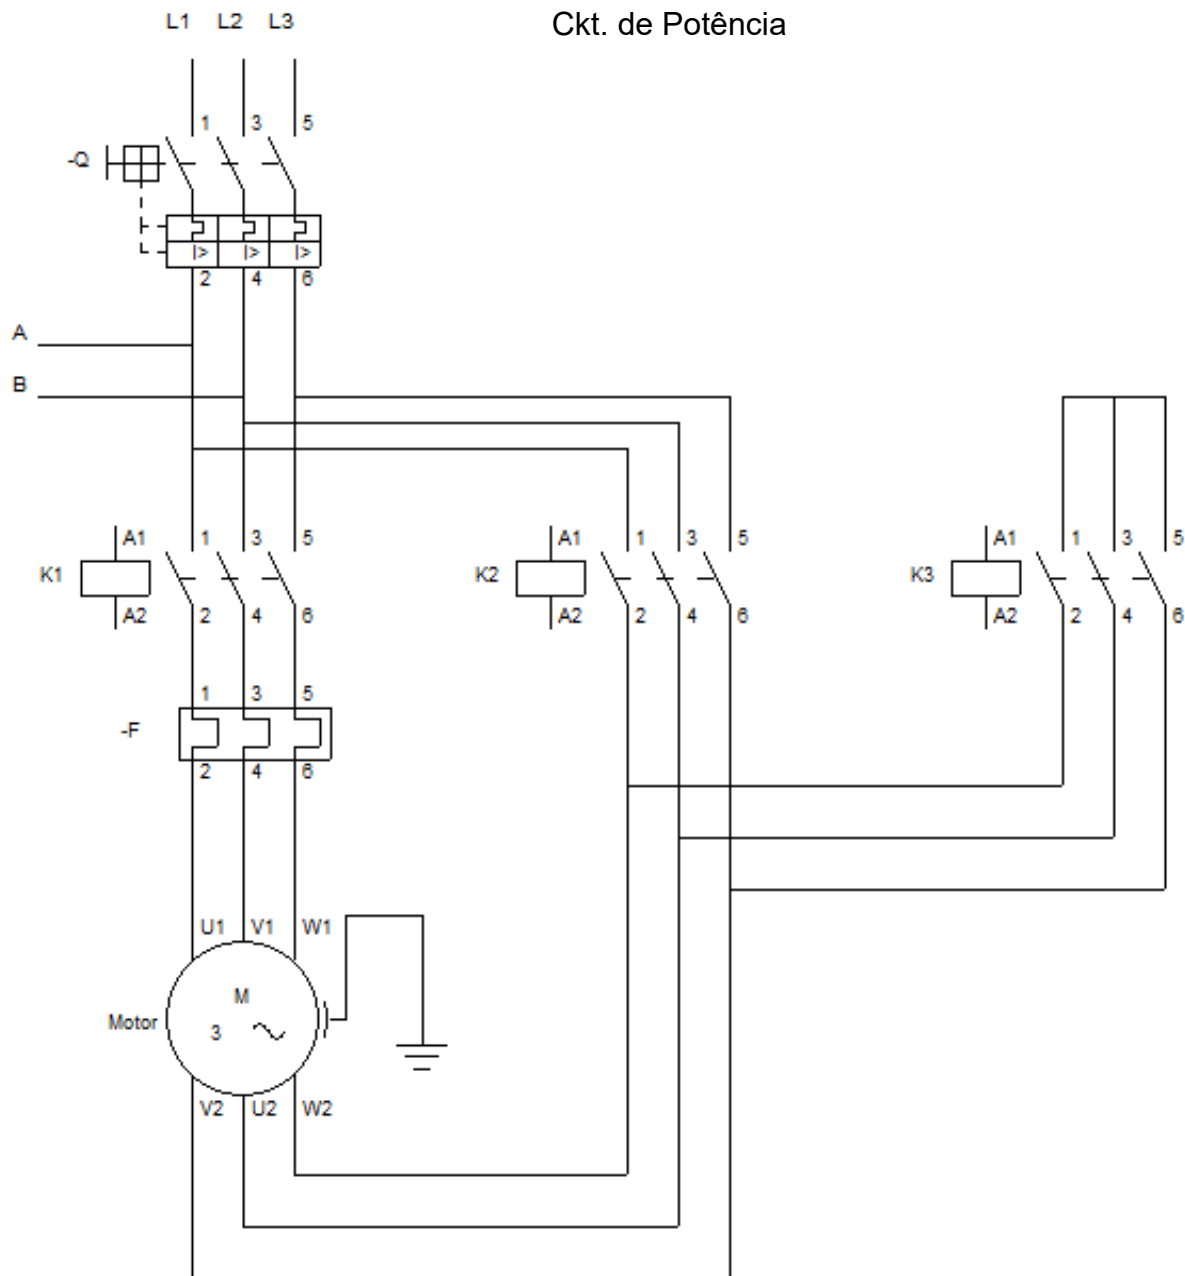 Ckt. de Potência
L1 L2 L3
1 3 5
-Q
I> I> I>
2 4 6
A
B
A1 1 3 5 A1 1 3 5 A1 1 3 5
K1 K2 K3
A2 2 4 6 A2 2 4 6 A2 2 4 6
1 3 5
-F
2 4 6
U1 V1 W1
M
Motor 3
V2 U2 W2